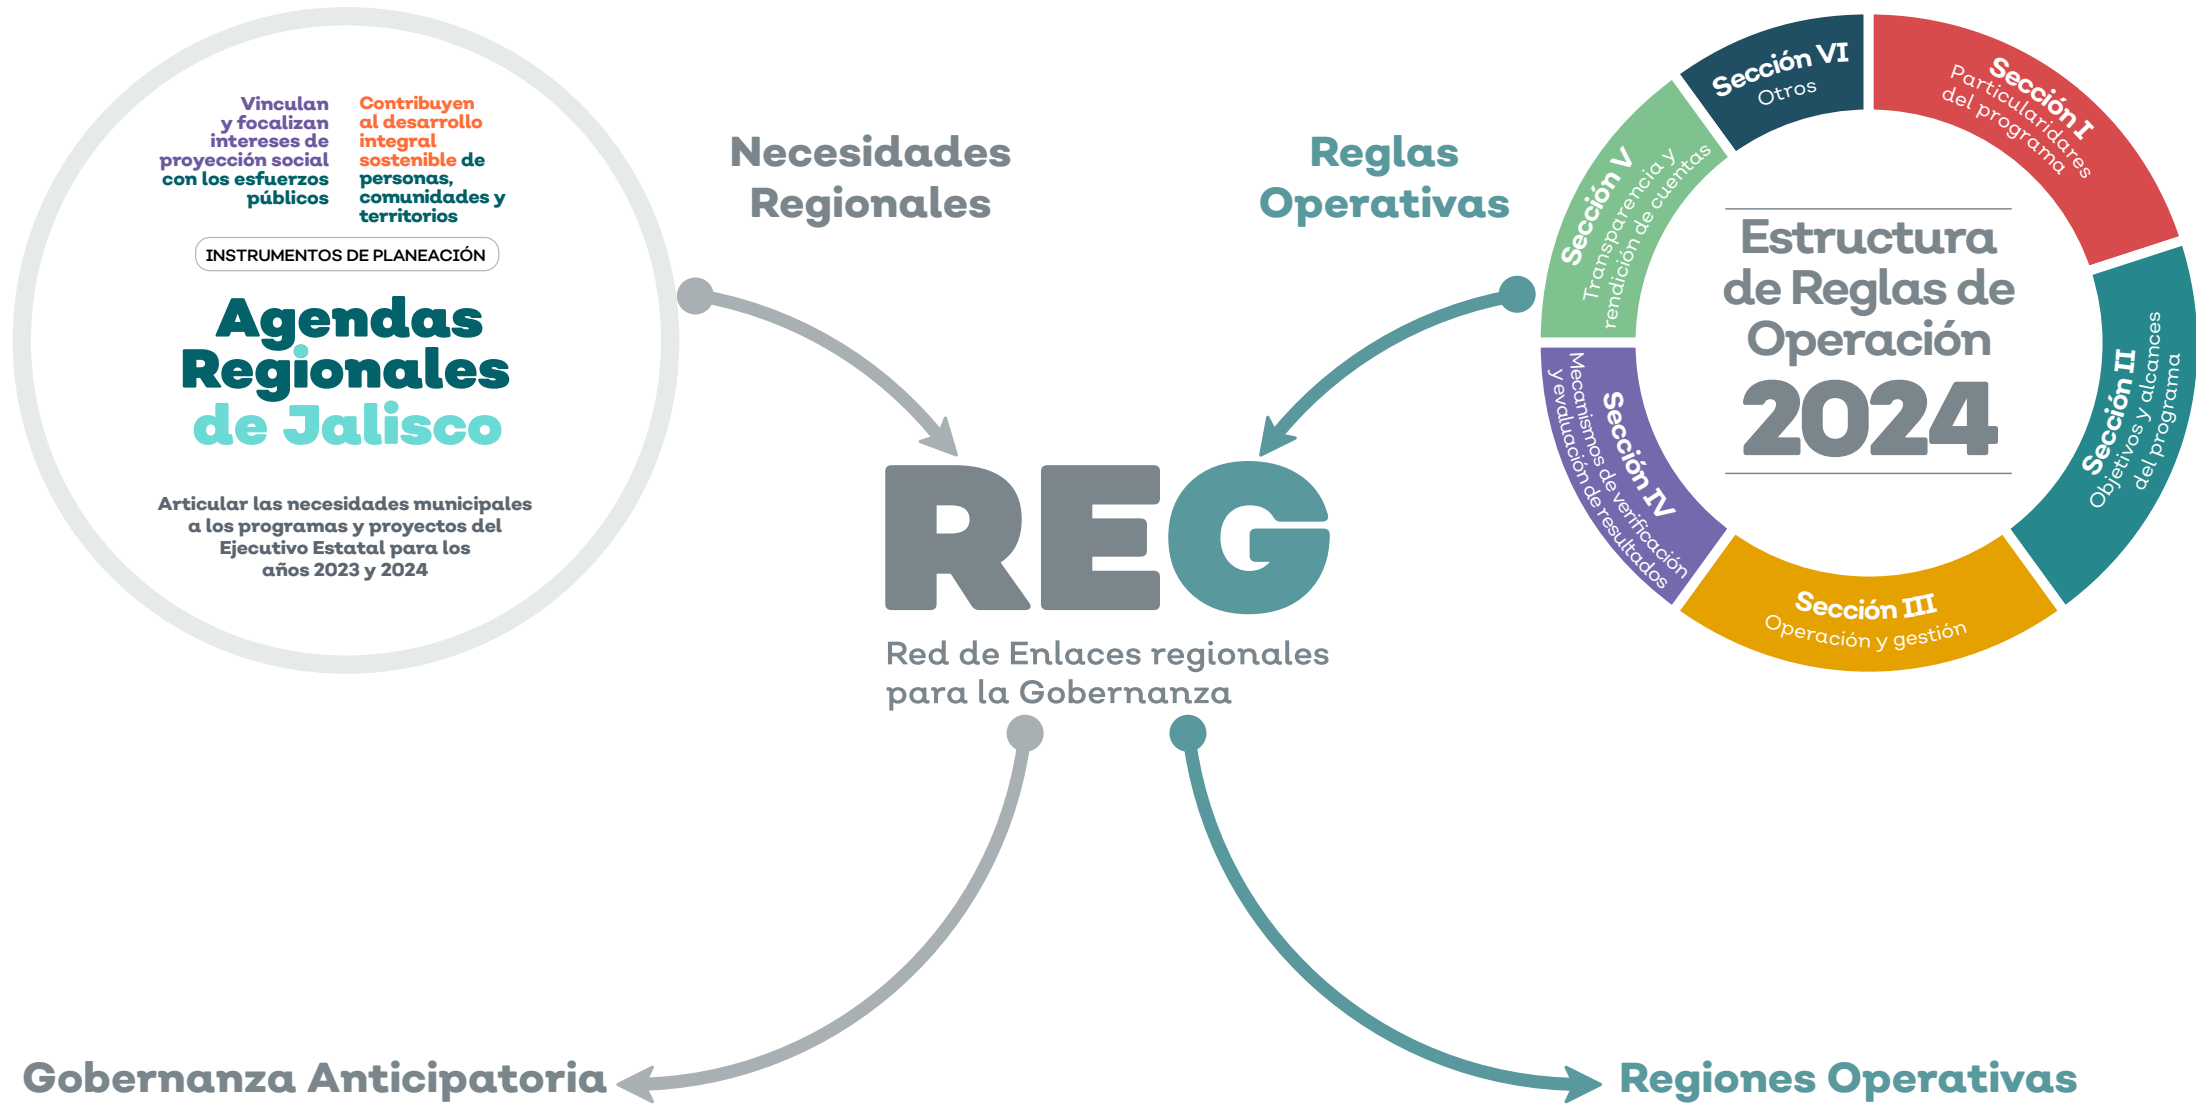 Vinculan
y focalizan
intereses de
proyección social
con los esfuerzos
públicos
Contribuyen
al desarrollo
integral
sostenible de
personas,
comunidades y
territorios
INSTRUMENTOS DE PLANEACIÓN
Agendas
Regionales
de Jalisco
Articular las necesidades municipales
a los programas y proyectos del
Ejecutivo Estatal para los
años 2023 y 2024
Necesidades
Regionales
Reglas
Operativas
Estructura
de Reglas de
Operación
2024
Sección I
Particularidares
del programa
Sección II
Objetivos y alcances
del programa
Sección III
Operación y gestión
Sección IV
Mecanismos de verificación
y evaluación de resultados
Sección V
Transparencia y
rendición de cuentas
Sección VI
Otros
REG
Red de Enlaces regionales
para la Gobernanza
Gobernanza Anticipatoria
Regiones Operativas